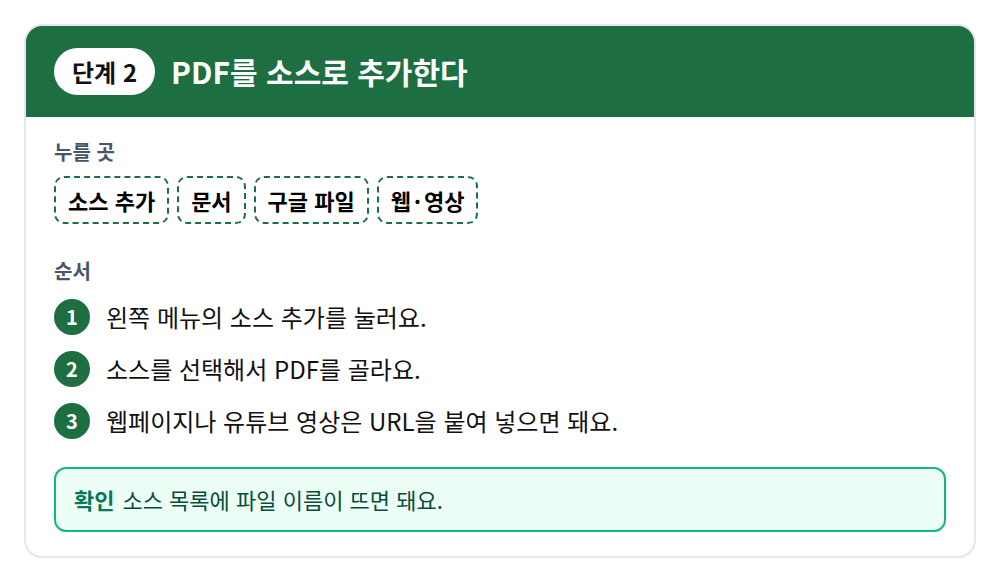 단계 2 PDF를 소스로 추가한다
누를 곳
소스 추가 문서 구글 파일 웹·영상
순서
1 왼쪽 메뉴의 소스 추가를 눌러요.
2 소스를 선택해서 PDF를 골라요.
3 웹페이지나 유튜브 영상은 URL을 붙여 넣으면 돼요.
확인 소스 목록에 파일 이름이 뜨면 돼요.